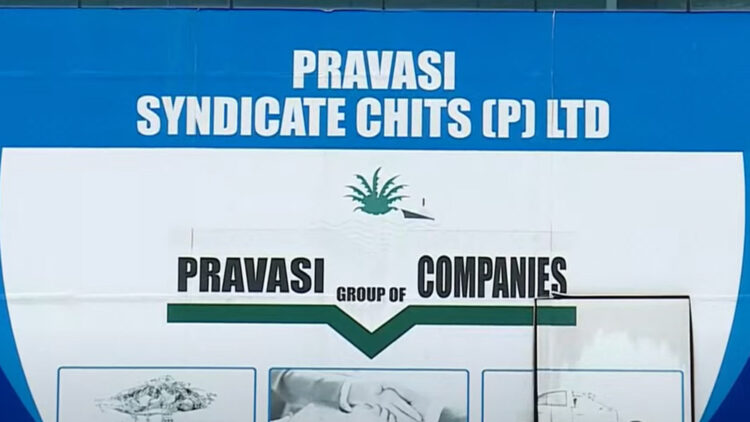 PRAVASI
SYNDICATE CHITS (P) LTD
PRAVASI GROUP OF COMPANIES